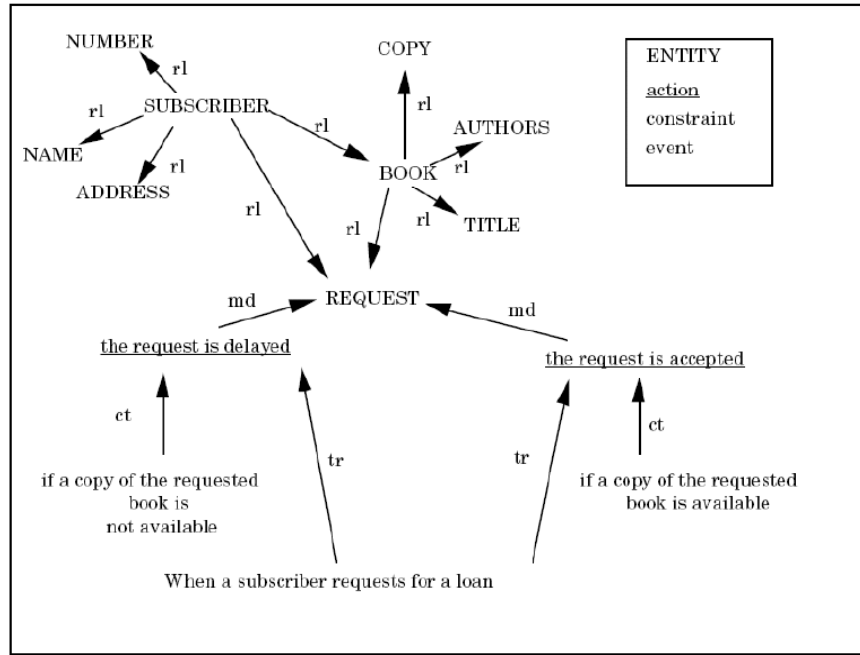 NUMBER
COPY
ENTITY
action
constraint
event
rl
SUBSCRIBER
rl
rl
rl
AUTHORS
NAME
rl
BOOK
rl
ADDRESS
rl
rl
TITLE
rl
md
REQUEST
md
the request is delayed
the request is accepted
ct
ct
tr
tr
if a copy of the requested
book is
not available
if a copy of the requested
book is available
When a subscriber requests for a loan